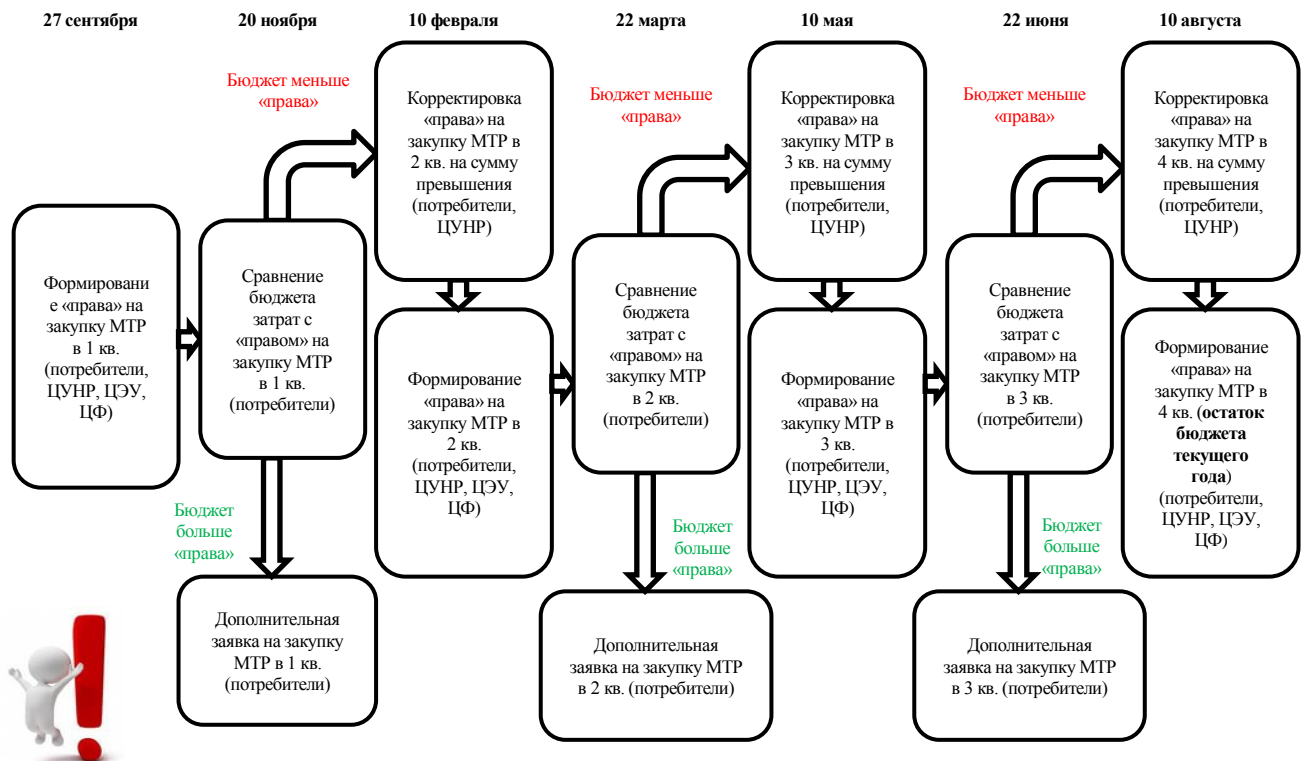 27 сентября
20 ноября
10 февраля
22 марта
10 мая
22 июня
10 августа
Формировани
е «права» на
закупку МТР
в 1 кв.
(потребители,
ЦУНР, ЦЭУ,
ЦФ)
Бюджет меньше
«права»
Сравнение
бюджета
затрат с
«правом» на
закупку МТР
в 1 кв.
(потребители)
Бюджет
больше
«права»
Дополнительная
заявка на закупку
МТР в 1 кв.
(потребители)
Корректировка
«права» на
закупку МТР в
2 кв. на сумму
превышения
(потребители,
ЦУНР)
Формирование
«права» на
закупку МТР в
2 кв.
(потребители,
ЦУНР, ЦЭУ,
ЦФ)
Бюджет меньше
«права»
Сравнение
бюджета
затрат с
«правом» на
закупку МТР
в 2 кв.
(потребители)
Бюджет
больше
«права»
Дополнительная
заявка на закупку МТР
в 2 кв. (потребители)
Корректировка
«права» на
закупку МТР в
3 кв. на сумму
превышения
(потребители,
ЦУНР)
Формирование
«права» на
закупку МТР в
3 кв.
(потребители,
ЦУНР, ЦЭУ,
ЦФ)
Бюджет меньше
«права»
Сравнение
бюджета
затрат с
«правом» на
закупку МТР
в 3 кв.
(потребители)
Бюджет
больше
«права»
Дополнительная
заявка на закупку МТР
в 3 кв. (потребители)
Корректировка
«права» на
закупку МТР в
4 кв. на сумму
превышения
(потребители,
ЦУНР)
Формирование
«права» на
закупку МТР в
4 кв. (остаток
бюджета
текущего
года)
(потребители,
ЦУНР, ЦЭУ,
ЦФ)